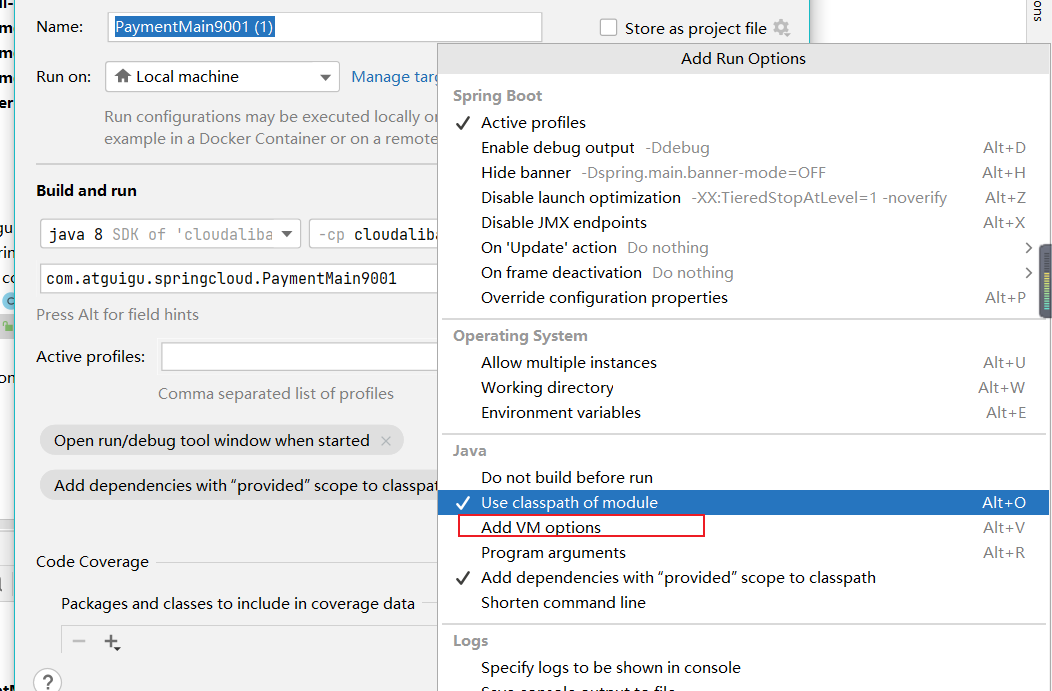 Name:
PaymentMain9001 (1)
Store as project file
Add Run Options
Run on:
Local machine
Manage targ
Run configurations may be executed locally or
example in a Docker Container or on a remote
Build and run
java 8 SDK of 'cloudaliba
-cp cloudaliba
com.atguigu.springcloud.PaymentMain9001
Press Alt for field hints
Active profiles:
Comma separated list of profiles
Open run/debug tool window when started ×
Add dependencies with “provided” scope to classpat
Code Coverage
Packages and classes to include in coverage data
?
Spring Boot
Active profiles
Enable debug output -Ddebug Alt+D
Hide banner -Dspring.main.banner-mode=OFF Alt+H
Disable launch optimization -XX:TieredStopAtLevel=1 -noverify Alt+Z
Disable JMX endpoints Alt+X
On 'Update' action Do nothing
On frame deactivation Do nothing
Override configuration properties Alt+P
Operating System
Allow multiple instances Alt+U
Working directory Alt+W
Environment variables Alt+E
Java
Do not build before run
Use classpath of module Alt+O
Add VM options Alt+V
Program arguments Alt+R
Add dependencies with “provided” scope to classpath
Shorten command line
Logs
Specify logs to be shown in console
Save console output to file
ons